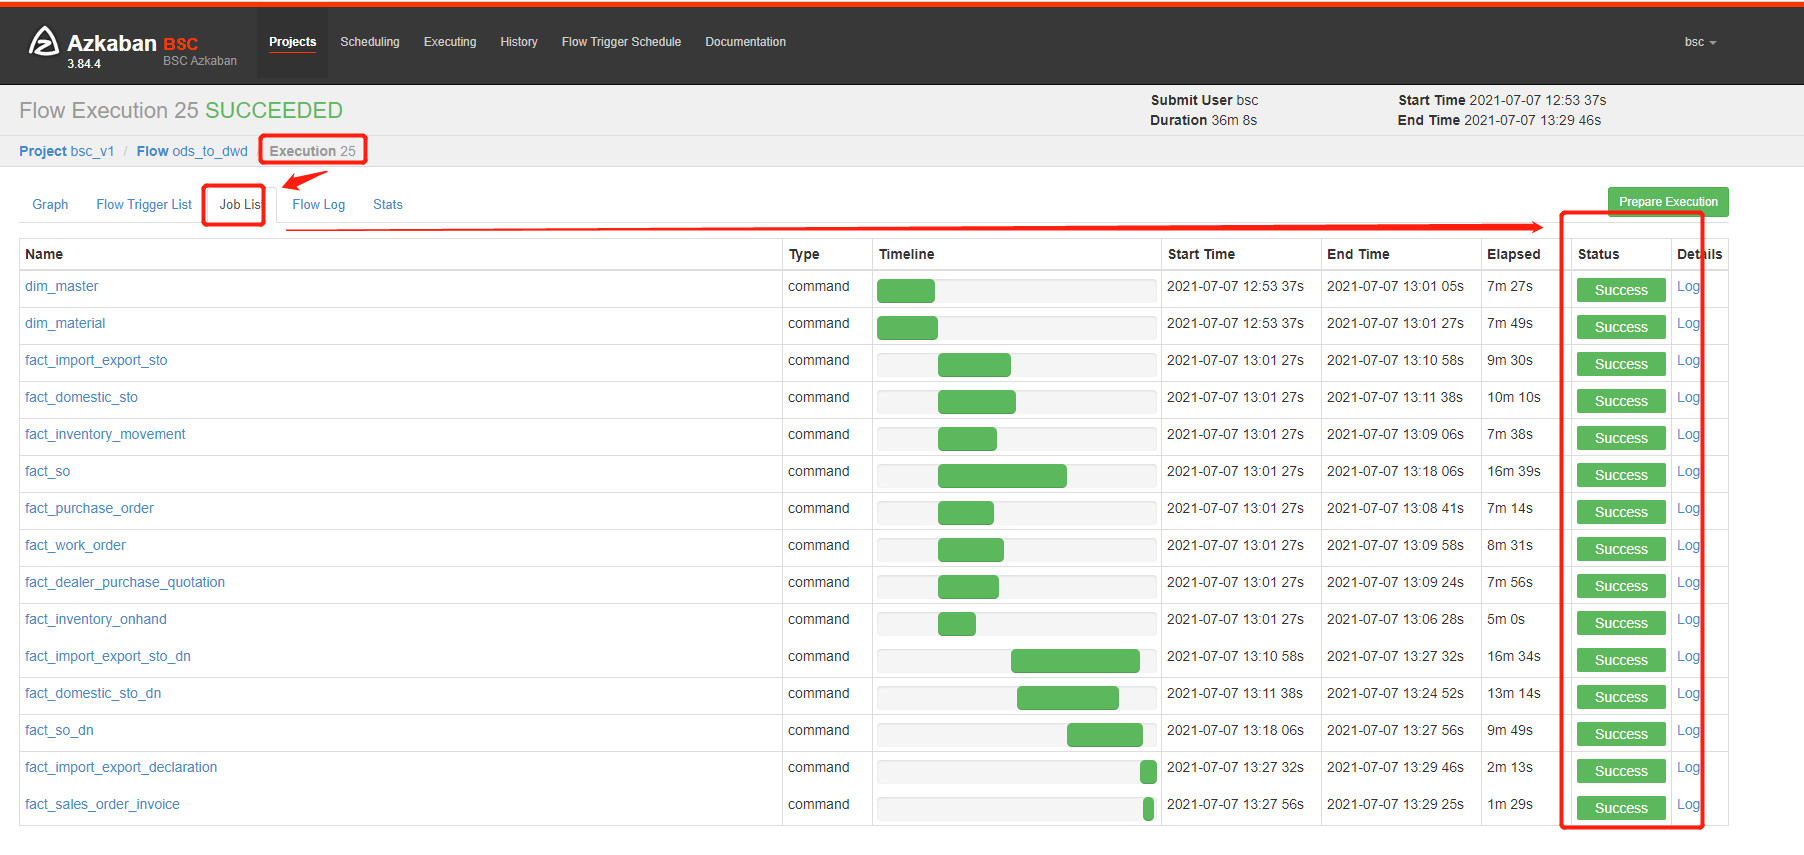 Azkaban BSC
3.84.4 BSC Azkaban
Projects Scheduling Executing History Flow Trigger Schedule Documentation bsc
Flow Execution 25 SUCCEEDED
Submit User bsc Start Time 2021-07-07 12:53 37s
Duration 36m 8s End Time 2021-07-07 13:29 46s
Project bsc_v1 / Flow ods_to_dwd / Execution 25
Graph Flow Trigger List Job List Flow Log Stats Prepare Execution
Name Type Timeline Start Time End Time Elapsed Status Details
dim_master command 2021-07-07 12:53 37s 2021-07-07 13:01 05s 7m 27s Success Log
dim_material command 2021-07-07 12:53 37s 2021-07-07 13:01 27s 7m 49s Success Log
fact_import_export_sto command 2021-07-07 13:01 27s 2021-07-07 13:10 58s 9m 30s Success Log
fact_domestic_sto command 2021-07-07 13:01 27s 2021-07-07 13:11 38s 10m 10s Success Log
fact_inventory_movement command 2021-07-07 13:01 27s 2021-07-07 13:09 06s 7m 38s Success Log
fact_so command 2021-07-07 13:01 27s 2021-07-07 13:18 06s 16m 39s Success Log
fact_purchase_order command 2021-07-07 13:01 27s 2021-07-07 13:08 41s 7m 14s Success Log
fact_work_order command 2021-07-07 13:01 27s 2021-07-07 13:09 58s 8m 31s Success Log
fact_dealer_purchase_quotation command 2021-07-07 13:01 27s 2021-07-07 13:09 24s 7m 56s Success Log
fact_inventory_onhand command 2021-07-07 13:01 27s 2021-07-07 13:06 28s 5m 0s Success Log
fact_import_export_sto_dn command 2021-07-07 13:10 58s 2021-07-07 13:27 32s 16m 34s Success Log
fact_domestic_sto_dn command 2021-07-07 13:11 38s 2021-07-07 13:24 52s 13m 14s Success Log
fact_so_dn command 2021-07-07 13:18 06s 2021-07-07 13:27 56s 9m 49s Success Log
fact_import_export_declaration command 2021-07-07 13:27 32s 2021-07-07 13:29 46s 2m 13s Success Log
fact_sales_order_invoice command 2021-07-07 13:27 56s 2021-07-07 13:29 25s 1m 29s Success Log